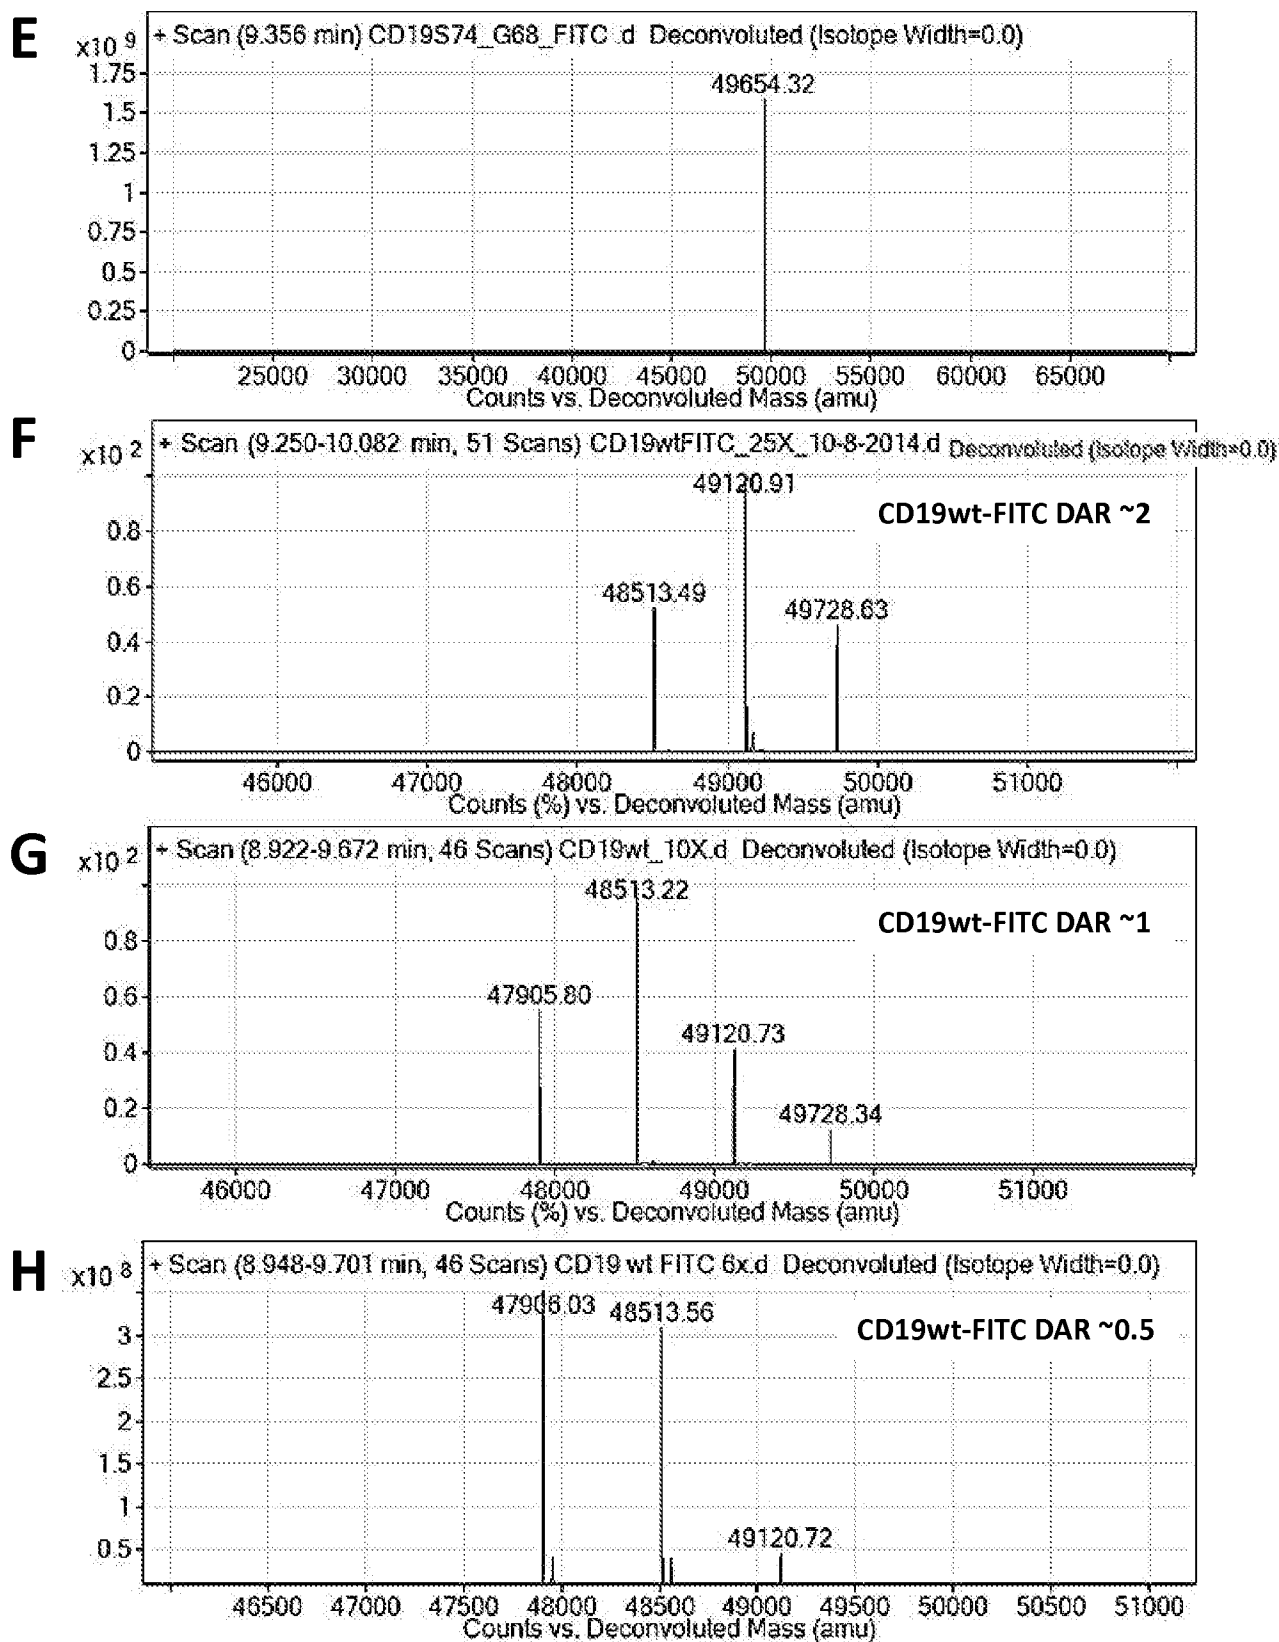 E
x10 9
+ Scan (9.356 min) CD19S74_G68_FITC .d Deconvoluted (Isotope Width=0.0)
49654.32
1.75
1.5
1.25
1
0.75
0.5
0.25
0
25000 30000 35000 40000 45000 50000 55000 60000 65000
Counts vs. Deconvoluted Mass (amu)
F
x10 2
+ Scan (9.250-10.082 min, 51 Scans) CD19wtFITC_25X_10-8-2014.d Deconvoluted (Isotope Width=0.0)
49120.91
CD19wt-FITC DAR ~2
48513.49
49728.63
0.8
0.6
0.4
0.2
0
46000 47000 48000 49000 50000 51000
Counts (%) vs. Deconvoluted Mass (amu)
G
x10 2
+ Scan (8.922-9.672 min, 46 Scans) CD19wt_10X.d Deconvoluted (Isotope Width=0.0)
48513.22
CD19wt-FITC DAR ~1
47905.80
49120.73
49728.34
0.8
0.6
0.4
0.2
0
46000 47000 48000 49000 50000 51000
Counts (%) vs. Deconvoluted Mass (amu)
H
x10 8
+ Scan (8.948-9.701 min, 46 Scans) CD19 wt FITC 6x.d Deconvoluted (Isotope Width=0.0)
47906.03 48513.56
CD19wt-FITC DAR ~0.5
49120.72
3
2.5
2
1.5
1
0.5
46500 47000 47500 48000 48500 49000 49500 50000 50500 51000
Counts vs. Deconvoluted Mass (amu)